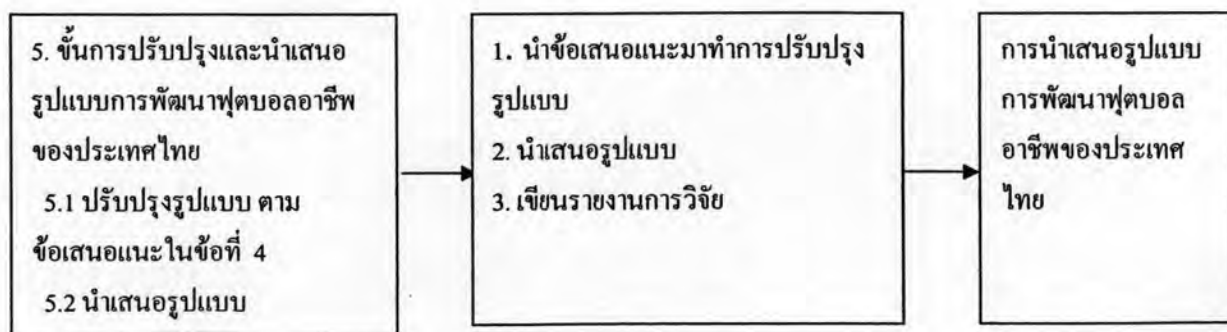 5. ขั้นการปรับปรุงและนำเสนอ
รูปแบบการพัฒนาฟุตบอลอาชีพ
ของประเทศไทย
5.1 ปรับปรุงรูปแบบ ตาม
ข้อเสนอแนะในข้อที่ 4
5.2 นำเสนอรูปแบบ
1. นำข้อเสนอแนะมาทำการปรับปรุง
รูปแบบ
2. นำเสนอรูปแบบ
3. เขียนรายงานการวิจัย
การนำเสนอรูปแบบ
การพัฒนาฟุตบอล
อาชีพของประเทศ
ไทย